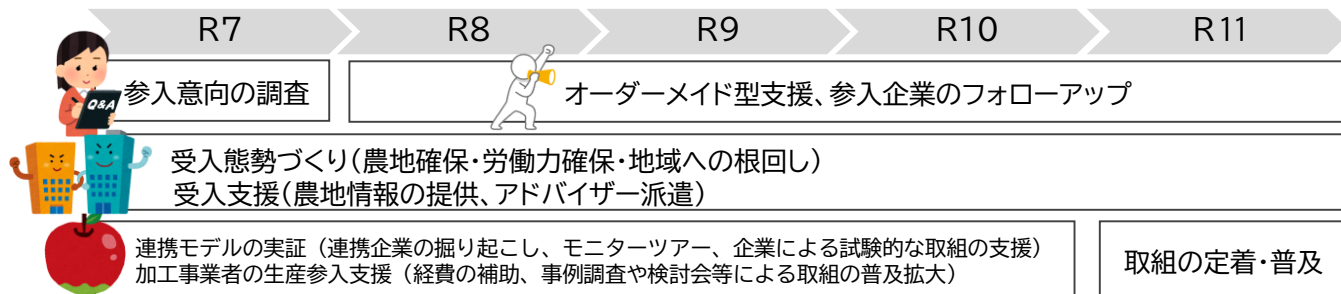 R7
R8
R9
R10
R11
Q&A
参入意向の調査
オーダーメイド型支援、参入企業のフォローアップ
受入態勢づくり(農地確保・労働力確保・地域への根回し)
受入支援(農地情報の提供、アドバイザー派遣)
連携モデルの実証（連携企業の掘り起こし、モニターツアー、企業による試験的な取組の支援）
加工事業者の生産参入支援（経費の補助、事例調査や検討会等による取組の普及拡大）
取組の定着・普及